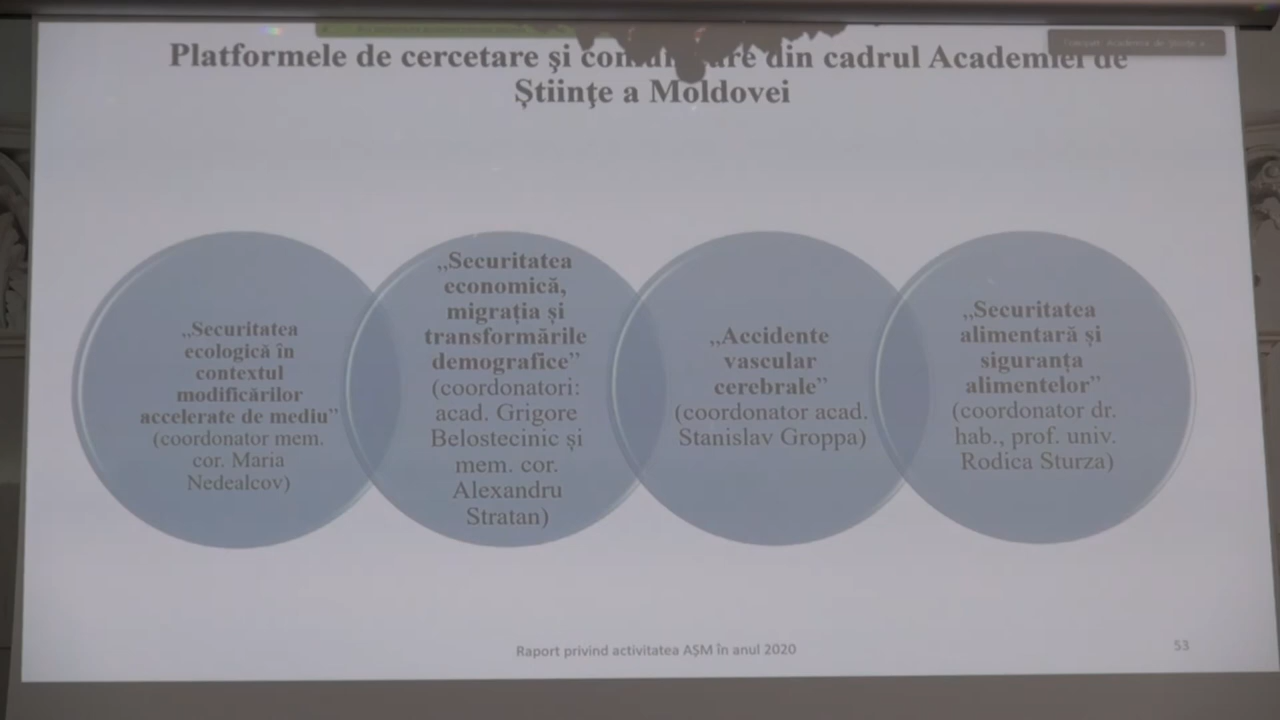 Platformele de cercetare şi din cadrul Academiei de
Științe a Moldovei
„Securitatea
ecologică în
contextul
modificărilor
accelerate de mediu”
(coordonator mem.
cor. Maria
Nedealcov)
„Securitatea
economică,
migrația și
transformările
demografice”
(coordonatori:
acad. Grigore
Belostecinic și
mem. cor.
Alexandru
Stratan)
„Accidente
vascular
cerebrale”
(coordonator acad.
Stanislav Groppa)
„Securitatea
alimentară și
siguranța
alimentelor”
(coordonator dr.
hab., prof. univ.
Rodica Sturza)
Raport privind activitatea AȘM în anul 2020
53